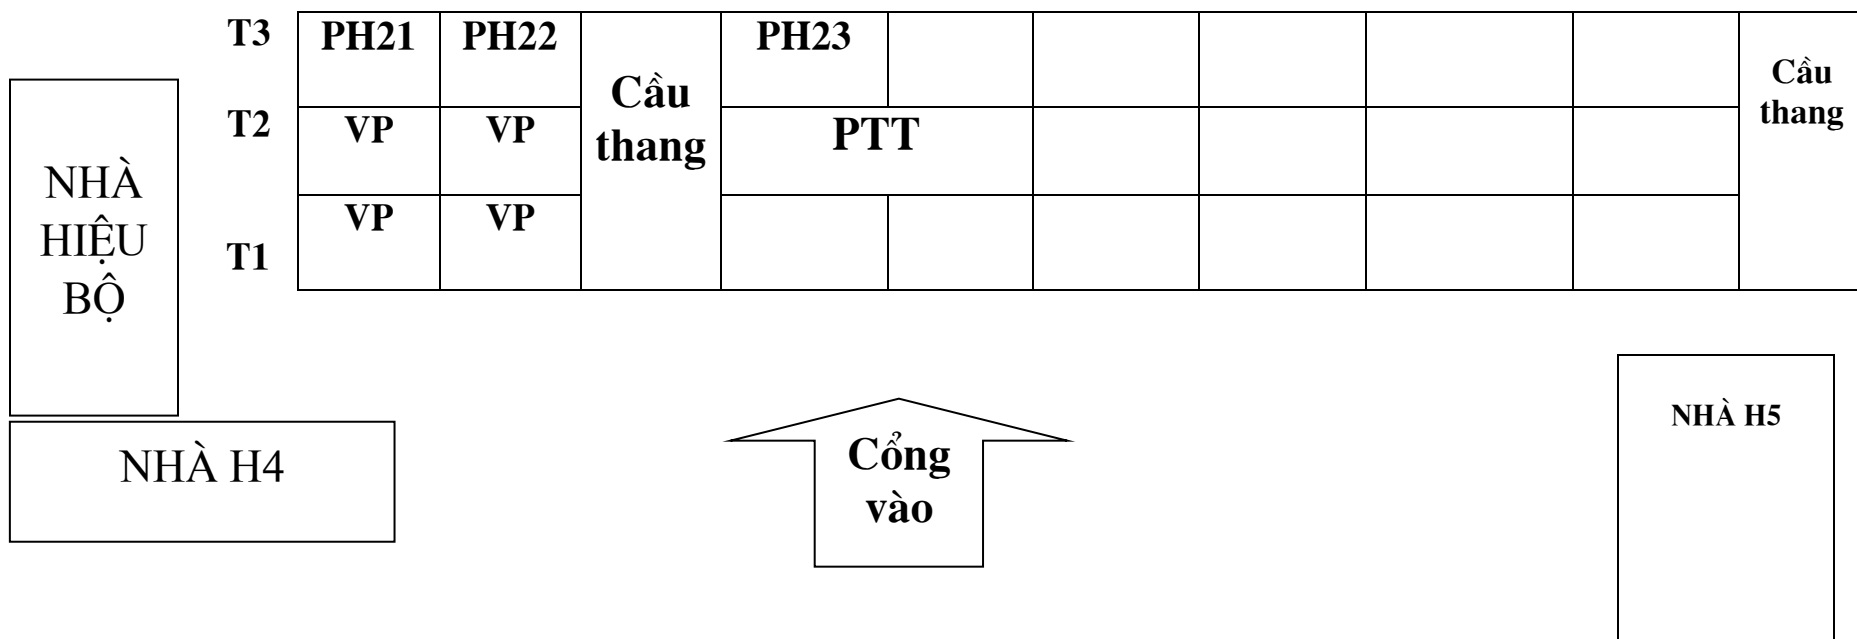 T3 PH21 PH22 PH23
Cầu
thang
Cầu
thang
T2 VP VP PTT
T1 VP VP
NHÀ
HIỆU
BỘ
NHÀ H4
Cổng
vào
NHÀ H5